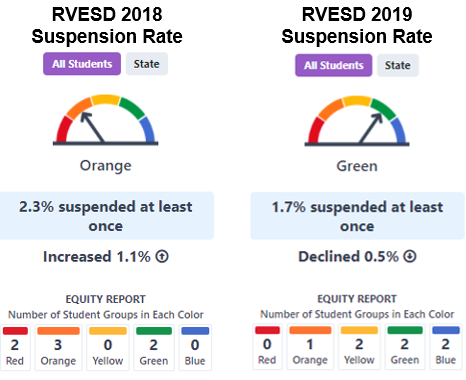 RVESD 2018
Suspension Rate
All Students State
Orange
2.3% suspended at least
once
Increased 1.1%
EQUITY REPORT
Number of Student Groups in Each Color
2 3 0 2 0
Red Orange Yellow Green Blue
RVESD 2019
Suspension Rate
All Students State
Green
1.7% suspended at least
once
Declined 0.5%
EQUITY REPORT
Number of Student Groups in Each Color
0 1 2 2 2
Red Orange Yellow Green Blue